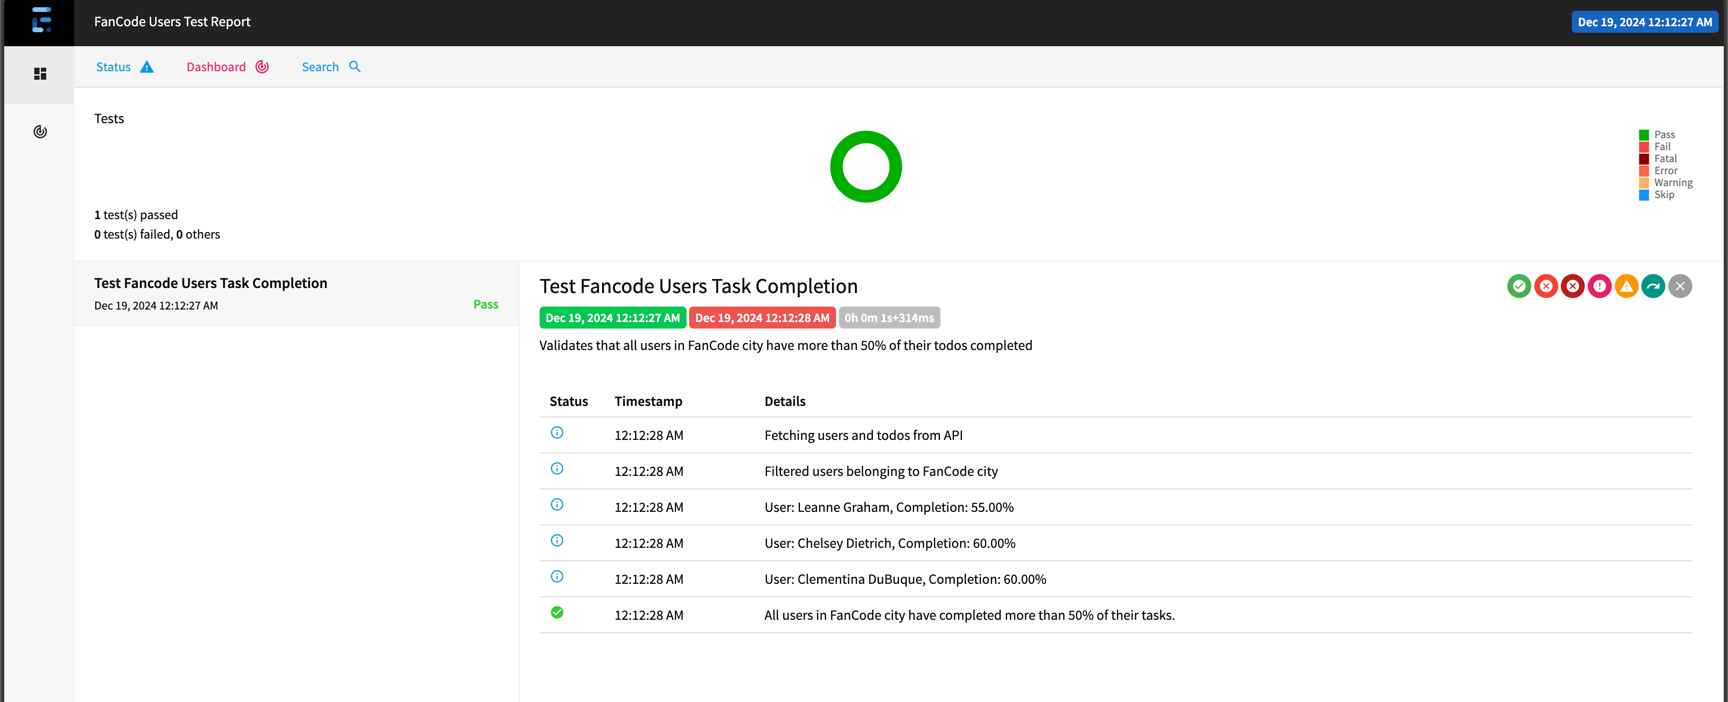 FanCode Users Test Report
Dec 19, 2024 12:12:27 AM
Status
Dashboard
Search
Tests
Pass
Fail
Fatal
Error
Warning
Skip
1 test(s) passed
0 test(s) failed, 0 others
Test Fancode Users Task Completion
Dec 19, 2024 12:12:27 AM
Pass
Test Fancode Users Task Completion
Dec 19, 2024 12:12:27 AM Dec 19, 2024 12:12:28 AM 0h 0m 1s+314ms
Validates that all users in FanCode city have more than 50% of their todos completed
Status Timestamp Details
12:12:28 AM Fetching users and todos from API
12:12:28 AM Filtered users belonging to FanCode city
12:12:28 AM User: Leanne Graham, Completion: 55.00%
12:12:28 AM User: Chelsey Dietrich, Completion: 60.00%
12:12:28 AM User: Clementina DuBuque, Completion: 60.00%
12:12:28 AM All users in FanCode city have completed more than 50% of their tasks.